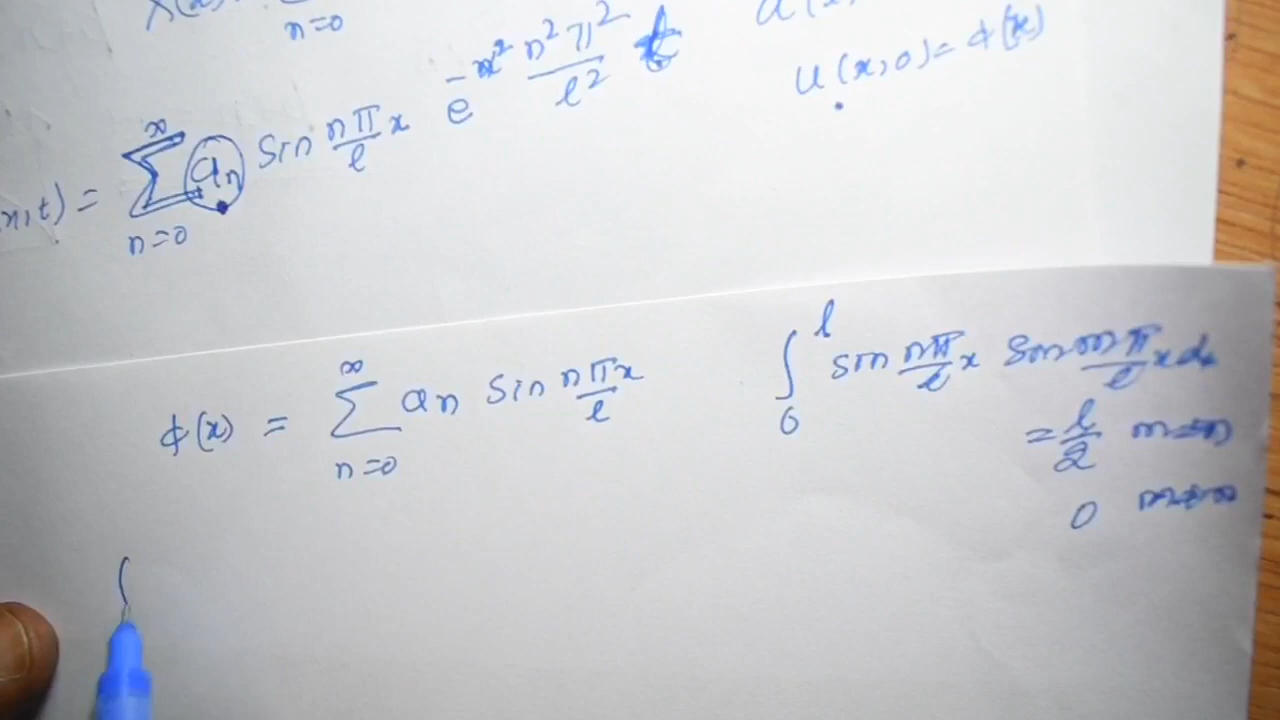 n=0
U(x,0) = ϕ(x)
x,t) = ∑_{n=0}^{∞} a_n sin nπ/l x e^{-α² n²π²/l² t}
ϕ(x) = ∑_{n=0}^{∞} a_n sin nπx/l
∫_0^l sin nπ/l x sin mπ/l x dx
= l/2 m=n
0 m≠n